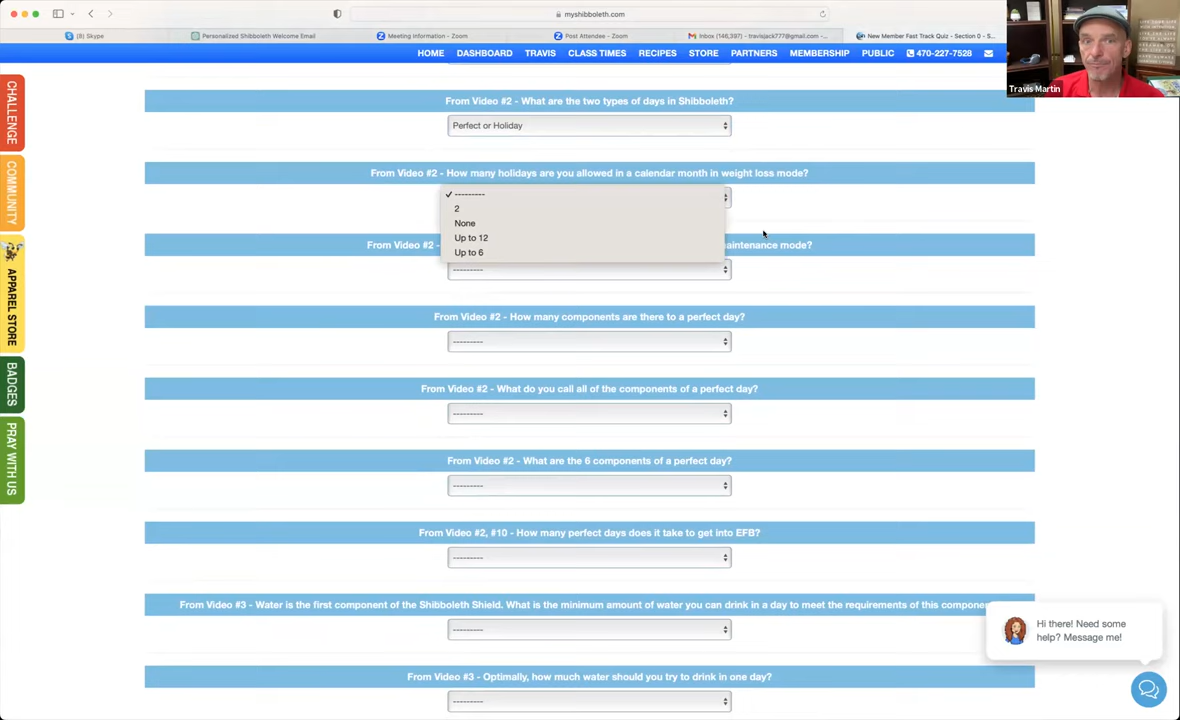 myshibboleth.com
(8) Skype
Personalized Shibboleth Welcome Email
Meeting Information - Zoom
Post Attendee - Zoom
Inbox (146,397) - travisjack777@gmail.com -...
New Member Fast Track Quiz - Section 0 - S...
HOME DASHBOARD TRAVIS CLASS TIMES RECIPES STORE PARTNERS MEMBERSHIP PUBLIC 470-227-7528
Travis Martin
CHALLENGE
COMMUNITY
APPAREL STORE
BADGES
PRAY WITH US
From Video #2 - What are the two types of days in Shibboleth?
Perfect or Holiday
From Video #2 - How many holidays are you allowed in a calendar month in weight loss mode?
✓ ---------
2
None
Up to 12
Up to 6
From Video #2 - aintenance mode?
---------
From Video #2 - How many components are there to a perfect day?
---------
From Video #2 - What do you call all of the components of a perfect day?
---------
From Video #2 - What are the 6 components of a perfect day?
---------
From Video #2, #10 - How many perfect days does it take to get into EFB?
---------
From Video #3 - Water is the first component of the Shibboleth Shield. What is the minimum amount of water you can drink in a day to meet the requirements of this compone
---------
From Video #3 - Optimally, how much water should you try to drink in one day?
---------
Hi there! Need some
help? Message me!